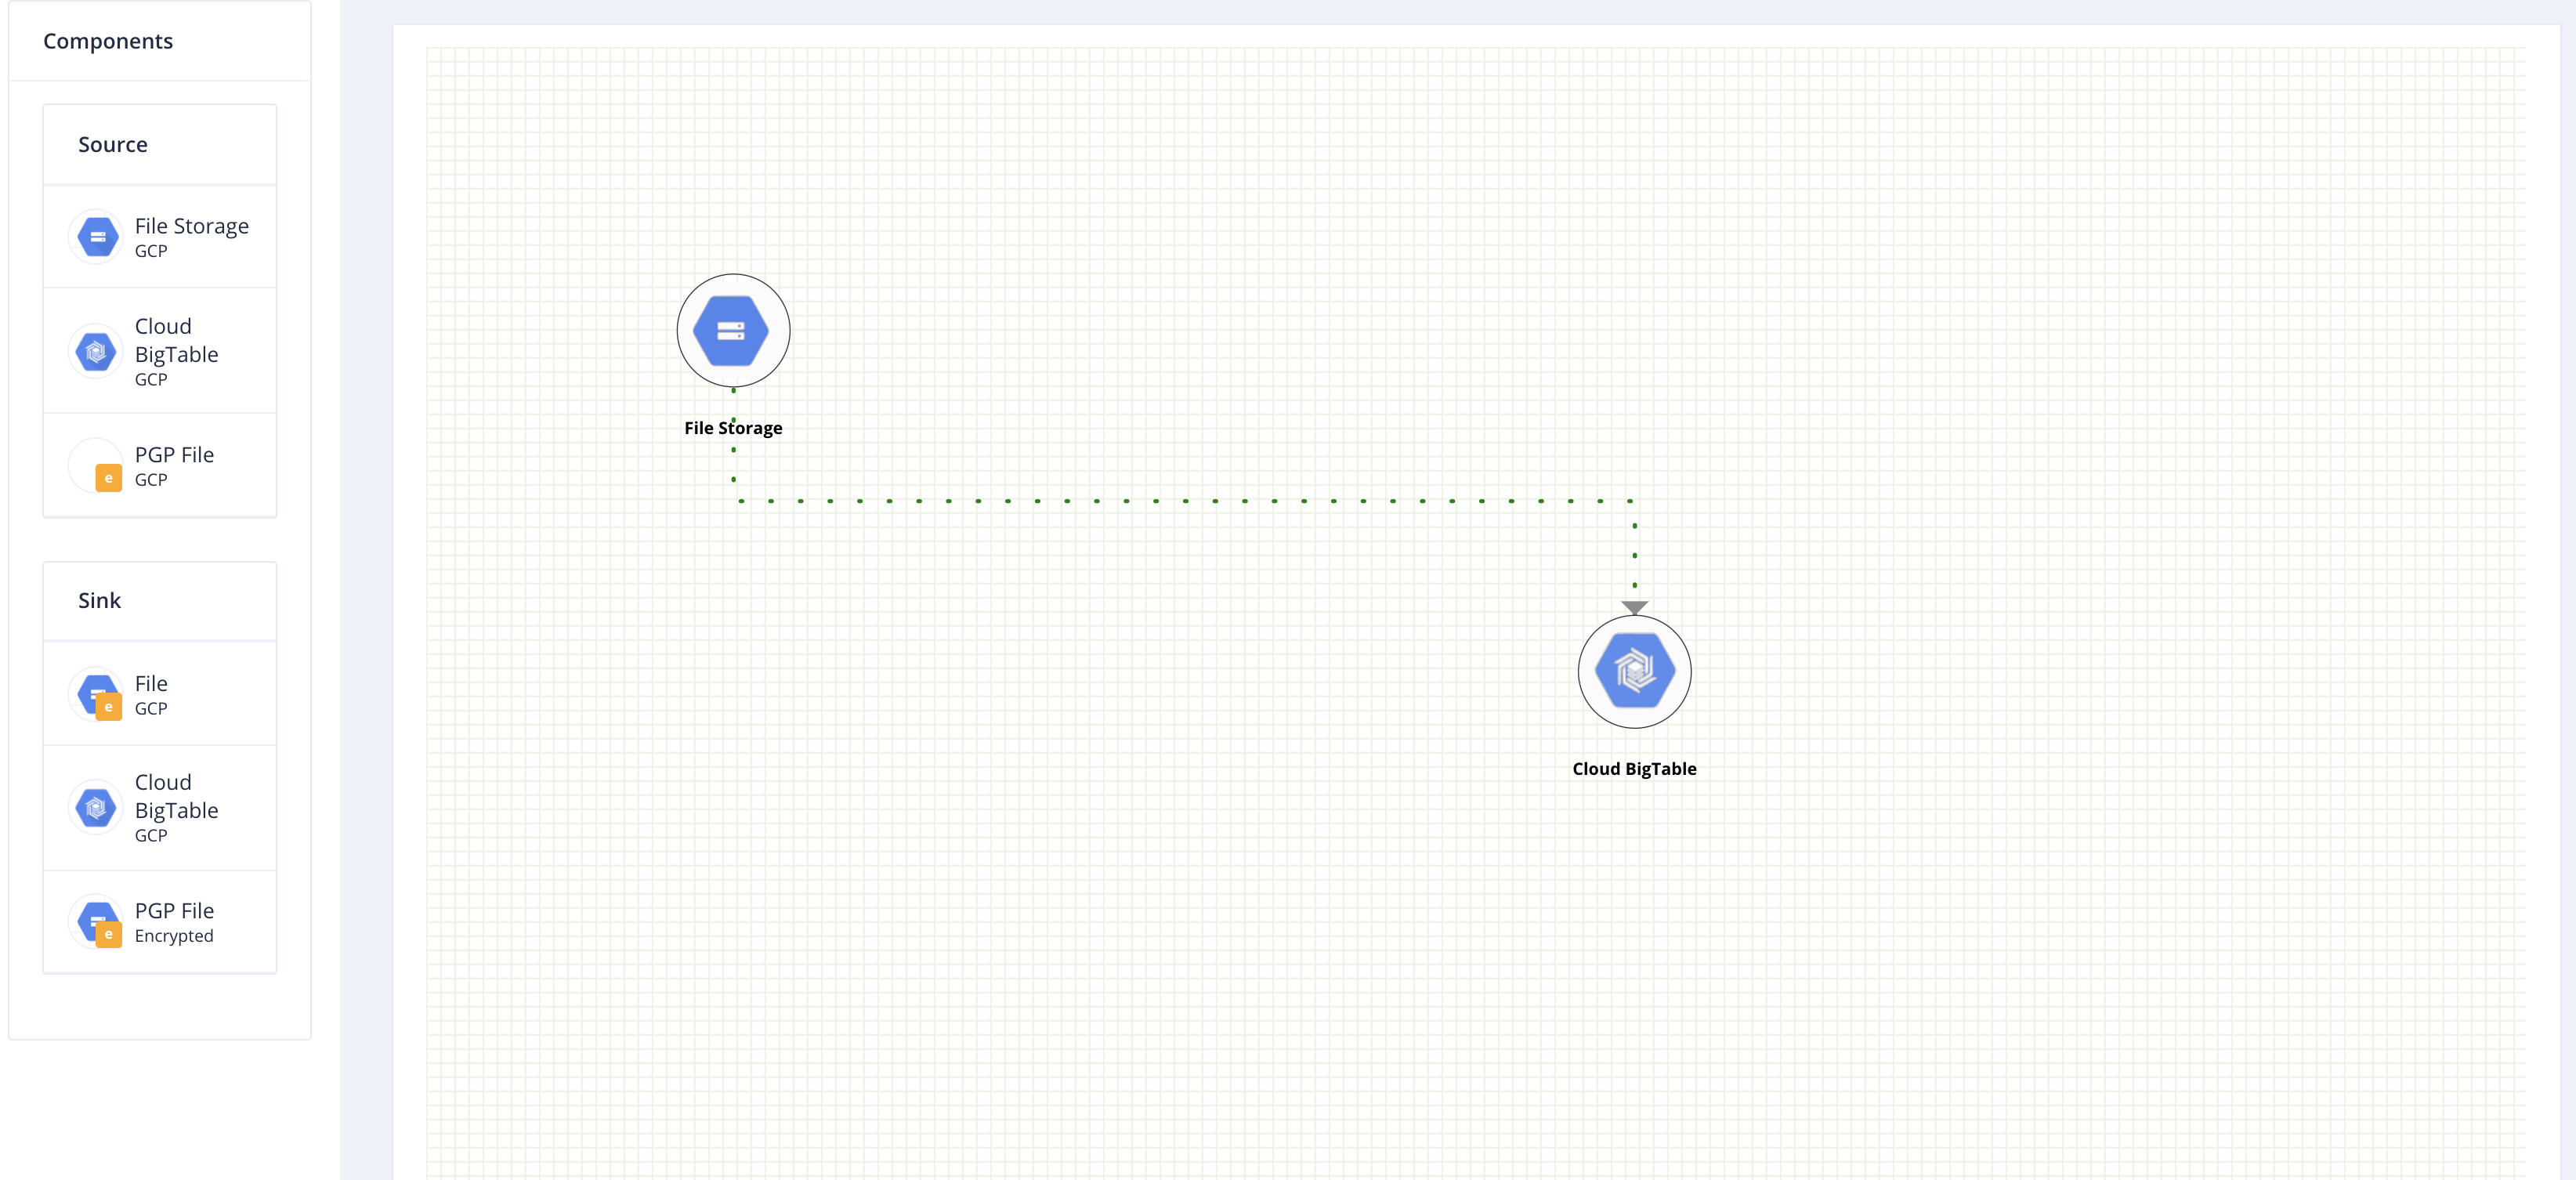 Components
Source
File Storage
GCP
Cloud
BigTable
GCP
e
PGP File
GCP
Sink
e
File
GCP
Cloud
BigTable
GCP
e
PGP File
Encrypted
File Storage
Cloud BigTable